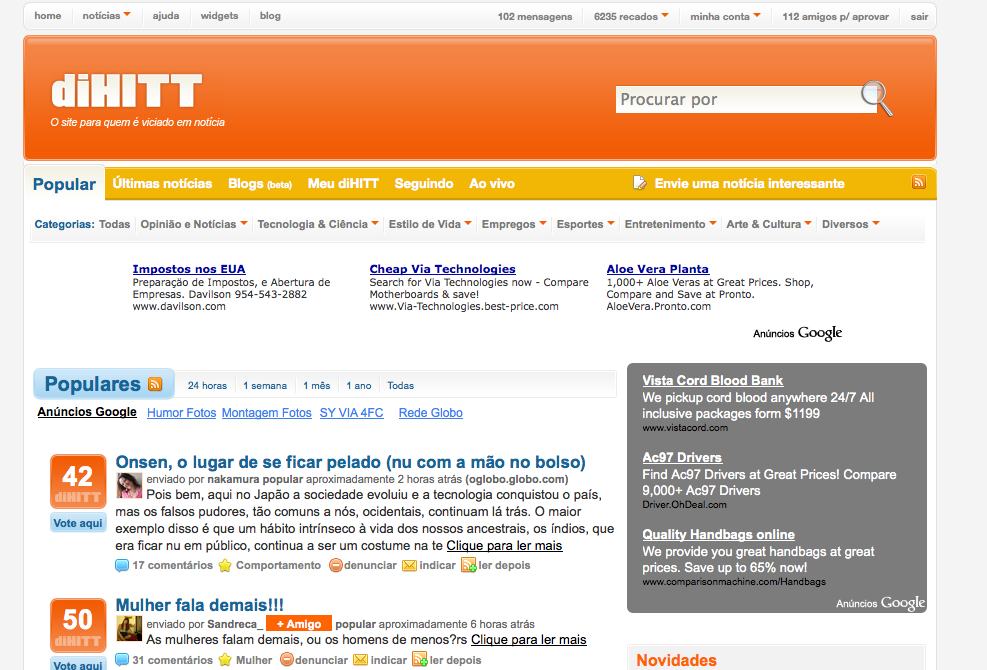 home notícias ajuda widgets blog 102 mensagens 6235 recados minha conta 112 amigos p/ aprovar sair
diHITT
O site para quem é viciado em notícia
Procurar por
Popular Últimas notícias Blogs (beta) Meu diHITT Seguindo Ao vivo Envie uma notícia interessante
Categorias: Todas Opinião e Notícias Tecnologia & Ciência Estilo de Vida Empregos Esportes Entretenimento Arte & Cultura Diversos
Impostos nos EUA
Preparação de Impostos, e Abertura de
Empresas. Davilson 954-543-2882
www.davilson.com
Cheap Via Technologies
Search for Via Technologies now - Compare
Motherboards & save!
www.Via-Technologies.best-price.com
Aloe Vera Planta
1,000+ Aloe Veras at Great Prices. Shop,
Compare and Save at Pronto.
AloeVera.Pronto.com
Anúncios Google
Populares 24 horas 1 semana 1 mês 1 ano Todas
Anúncios Google Humor Fotos Montagem Fotos SY VIA 4FC Rede Globo
42
diHITT
Vote aqui
Onsen, o lugar de se ficar pelado (nu com a mão no bolso)
enviado por nakamura popular aproximadamente 2 horas atrás (oglobo.globo.com)
Pois bem, aqui no Japão a sociedade evoluiu e a tecnologia conquistou o país,
mas os falsos pudores, tão comuns a nós, ocidentais, continuam lá trás. O maior
exemplo disso é que um hábito intrínseco à vida dos nossos ancestrais, os índios, que
era ficar nu em público, continua a ser um costume na te Clique para ler mais
17 comentários Comportamento denunciar indicar ler depois
50
diHITT
Vote aqui
Mulher fala demais!!!
enviado por Sandreca_ + Amigo popular aproximadamente 6 horas atrás
As mulheres falam demais, ou os homens de menos?rs Clique para ler mais
31 comentários Mulher denunciar indicar ler depois
Vista Cord Blood Bank
We pickup cord blood anywhere 24/7 All
inclusive packages form $1199
www.vistacord.com
Ac97 Drivers
Find Ac97 Drivers at Great Prices! Compare
9,000+ Ac97 Drivers
Driver.OhDeal.com
Quality Handbags online
We provide you great handbags at great
prices. Save up to 65% now!
www.comparisonmachine.com/Handbags
Anúncios Google
Novidades